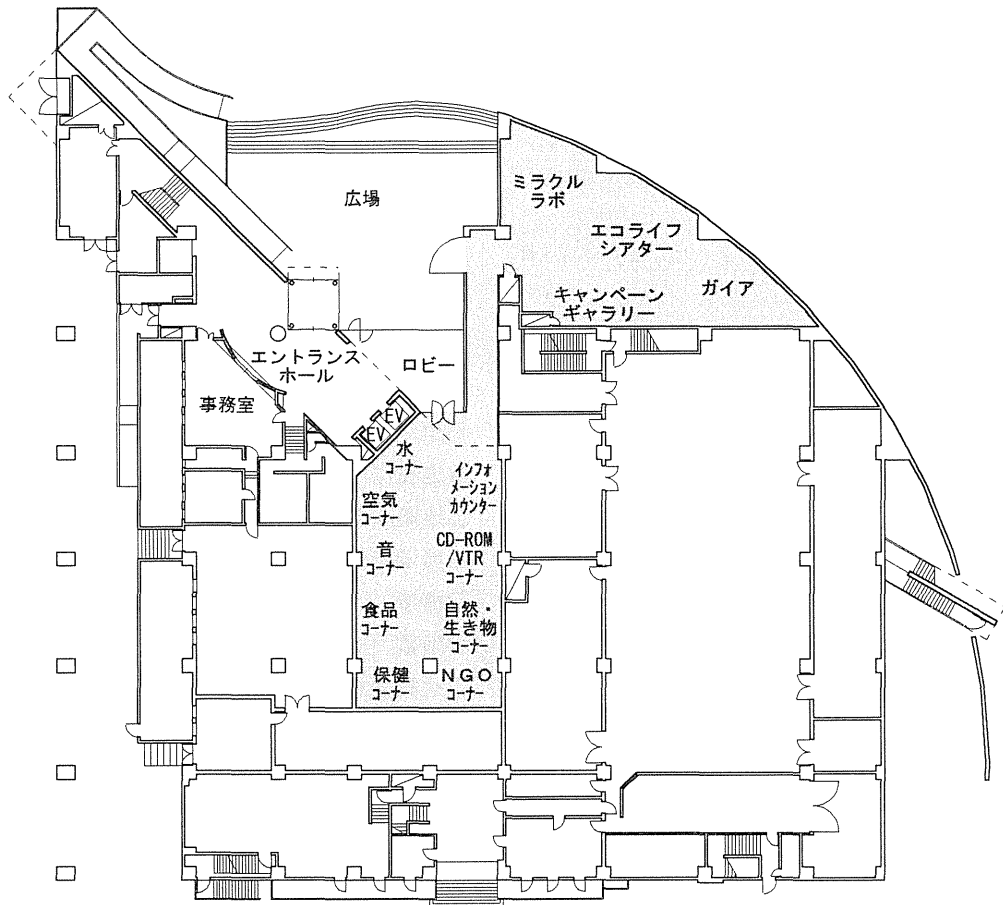 広場
ミラクル
ラボ
エコライフ
シアター
ガイア
キャンペーン
ギャラリー
エントランス
ホール
ロビー
事務室
EV
EV
水
コーナー
インフォ
メーション
カウンター
空気
コーナー
音
コーナー
CD-ROM
/VTR
コーナー
食品
コーナー
自然・
生き物
コーナー
保健
コーナー
NGO
コーナー